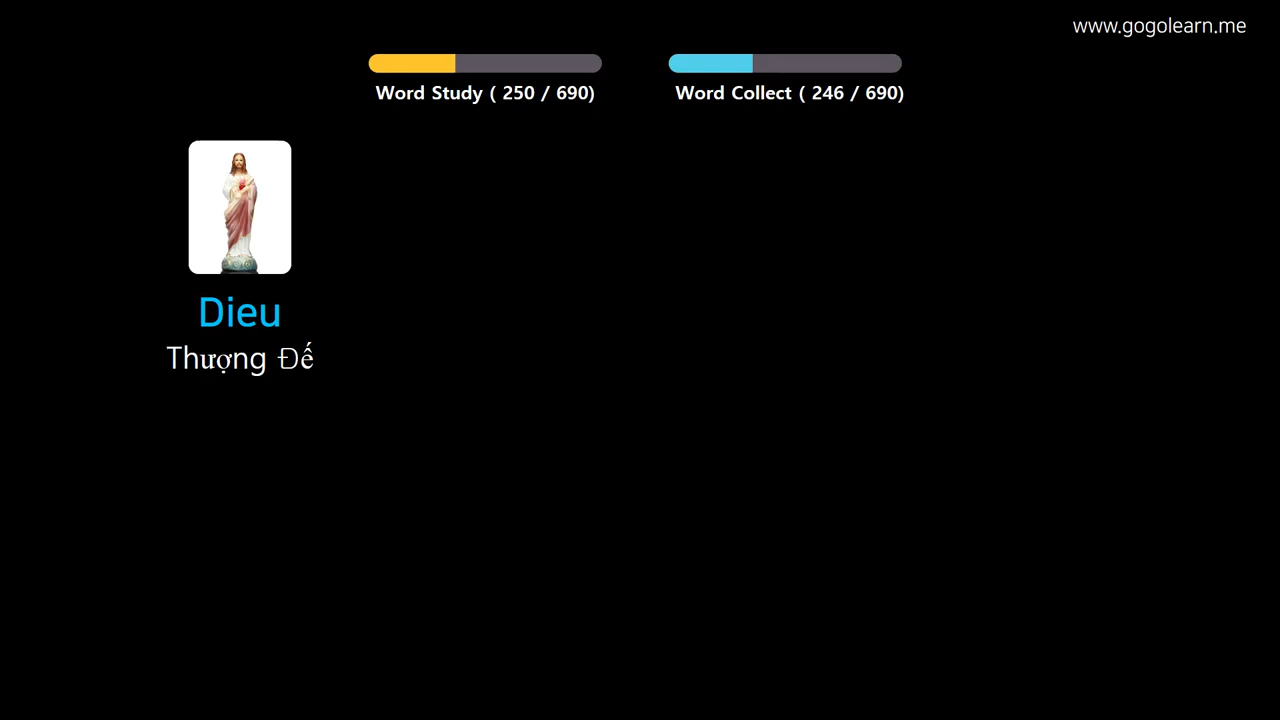 www.gogolearn.me
Word Study ( 250 / 690)
Word Collect ( 246 / 690)
Dieu
Thượng Đế